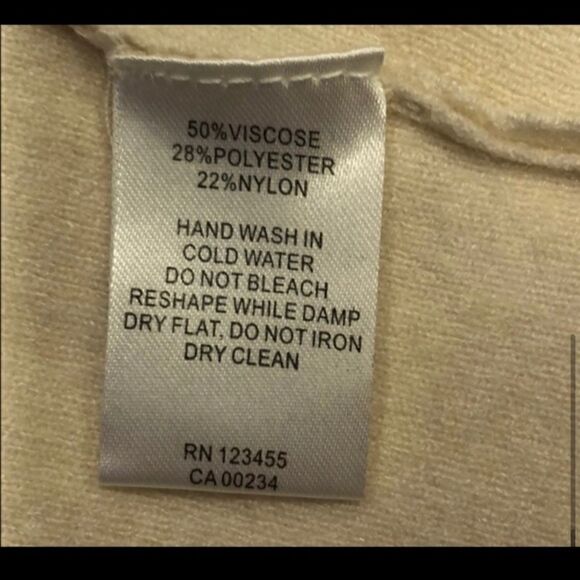 50%VISCOSE
28%POLYESTER
22%NYLON
HAND WASH IN
COLD WATER
DO NOT BLEACH
RESHAPE WHILE DAMP
DRY FLAT, DO NOT IRON
DRY CLEAN
RN 123455
CA 00234